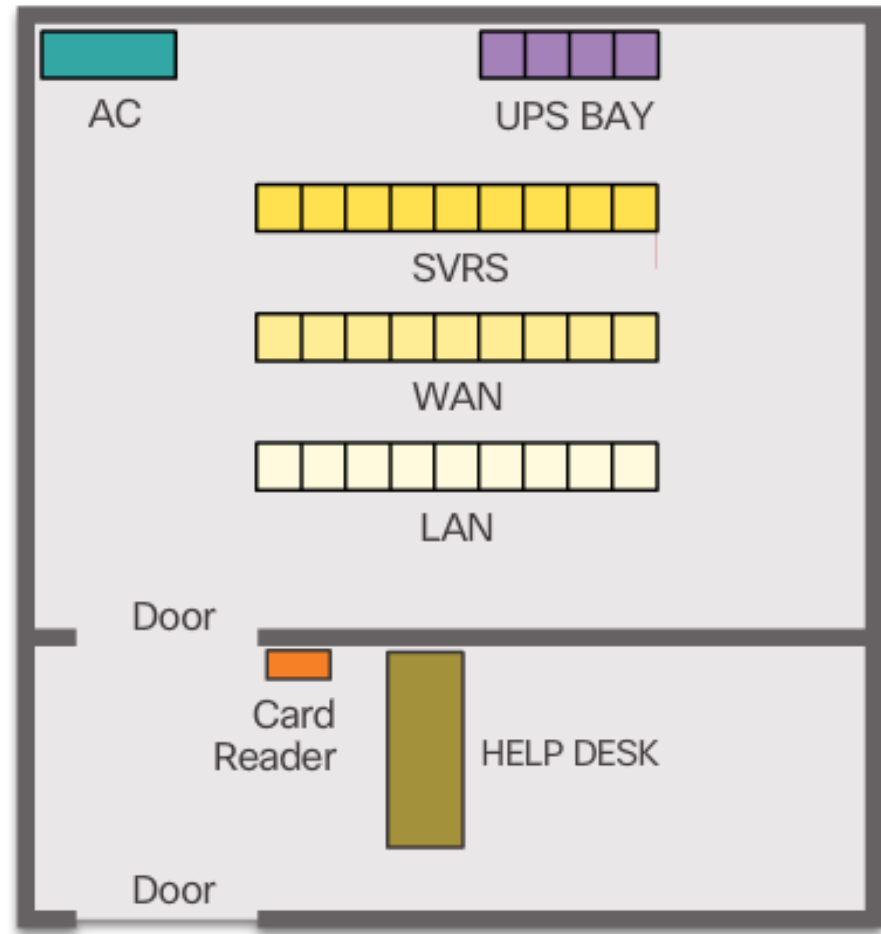 AC
UPS BAY
SVRS
WAN
LAN
Door
Card
Reader
HELP DESK
Door